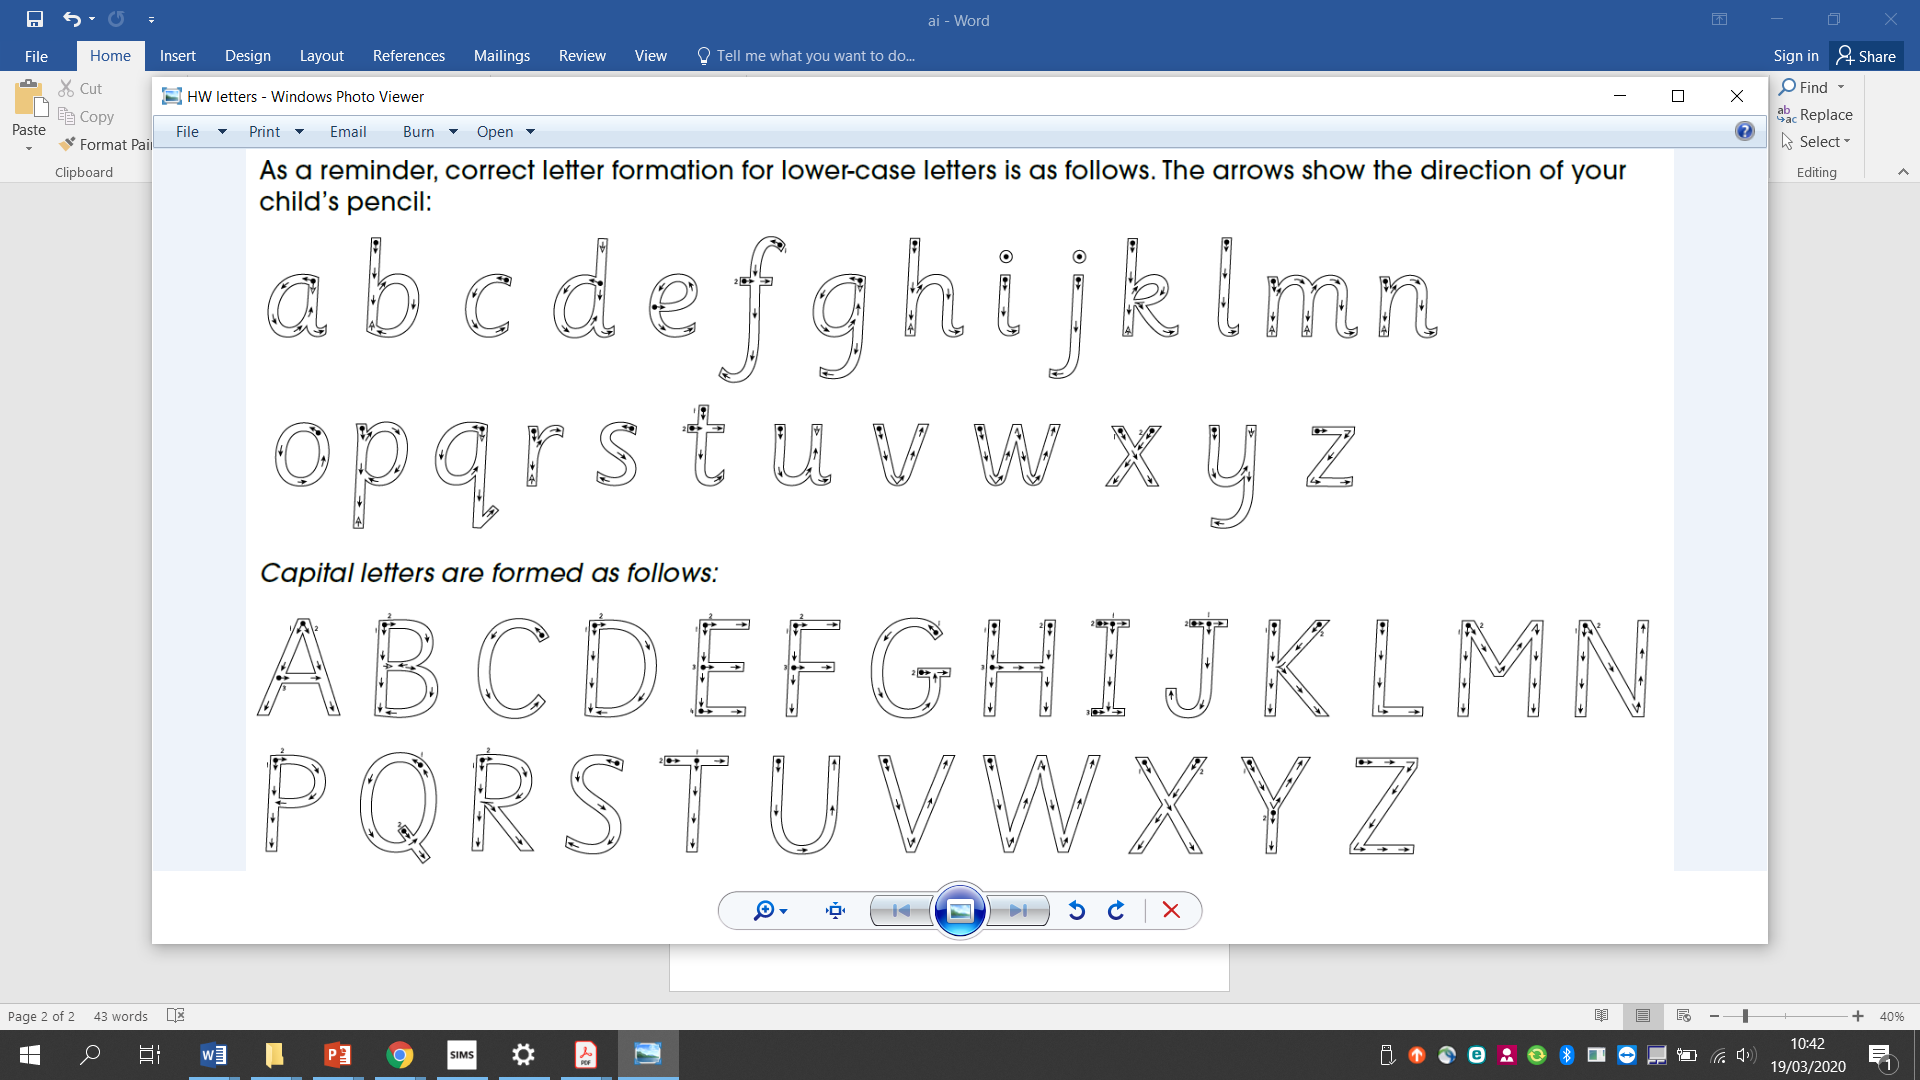 ai - Word
File Home Insert Design Layout References Mailings Review View Tell me what you want to do... Sign in Share
Cut
Copy
Paste
Format Pai
Clipboard
Find
Replace
Select
Editing
HW letters - Windows Photo Viewer
File Print Email Burn Open
As a reminder, correct letter formation for lower-case letters is as follows. The arrows show the direction of your
child's pencil:
a b c d e f g h i j k l m n
o p q r s t u v w x y z
Capital letters are formed as follows:
A B C D E F G H I J K L M N
P Q R S T U V W X Y Z
Page 2 of 2 43 words 40%
SIMS
10:42
19/03/2020
1